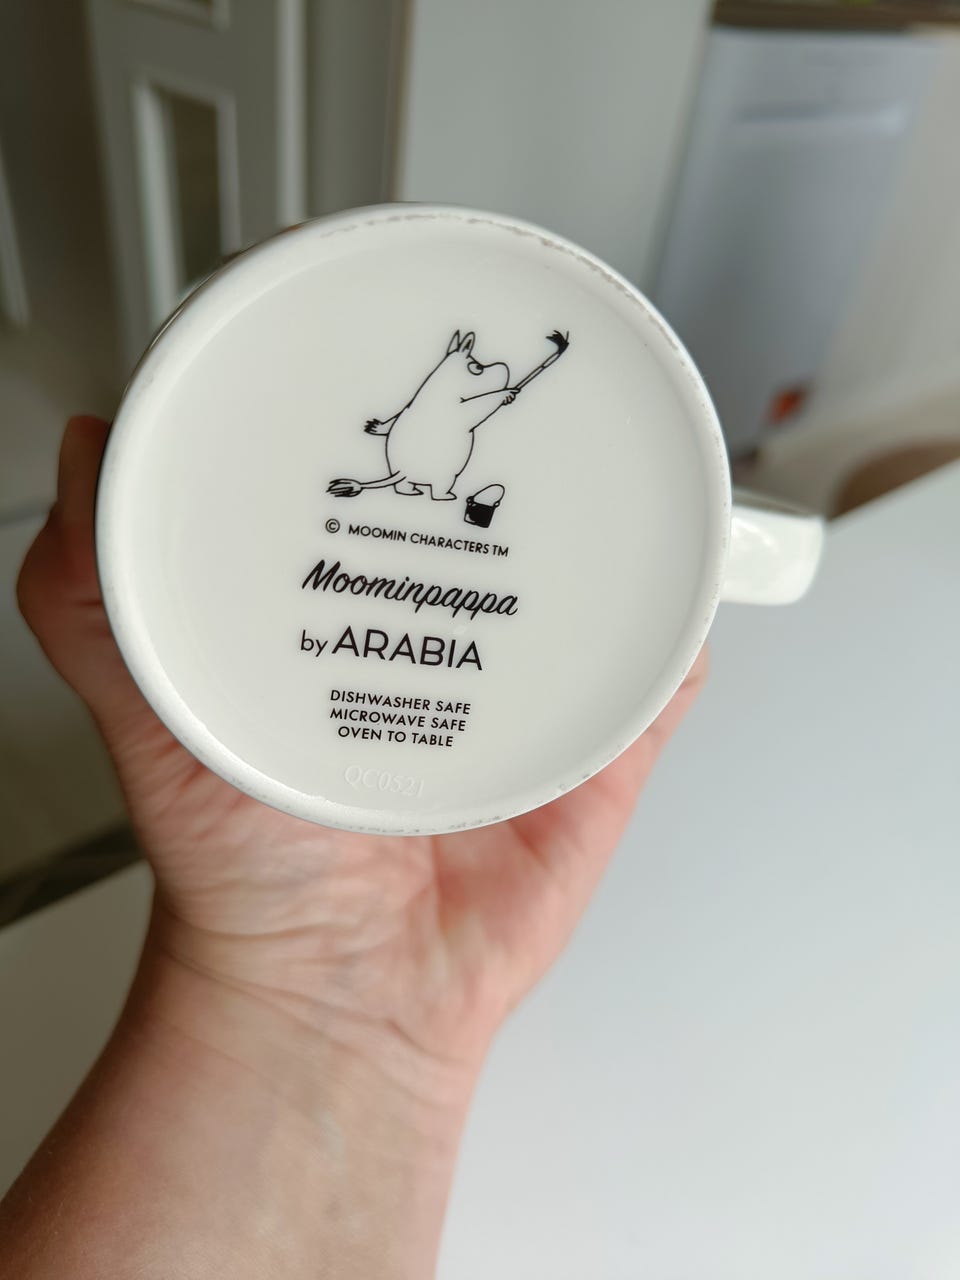 © MOOMIN CHARACTERS TM
Moominpappa
by ARABIA
DISHWASHER SAFE
MICROWAVE SAFE
OVEN TO TABLE
QC0521